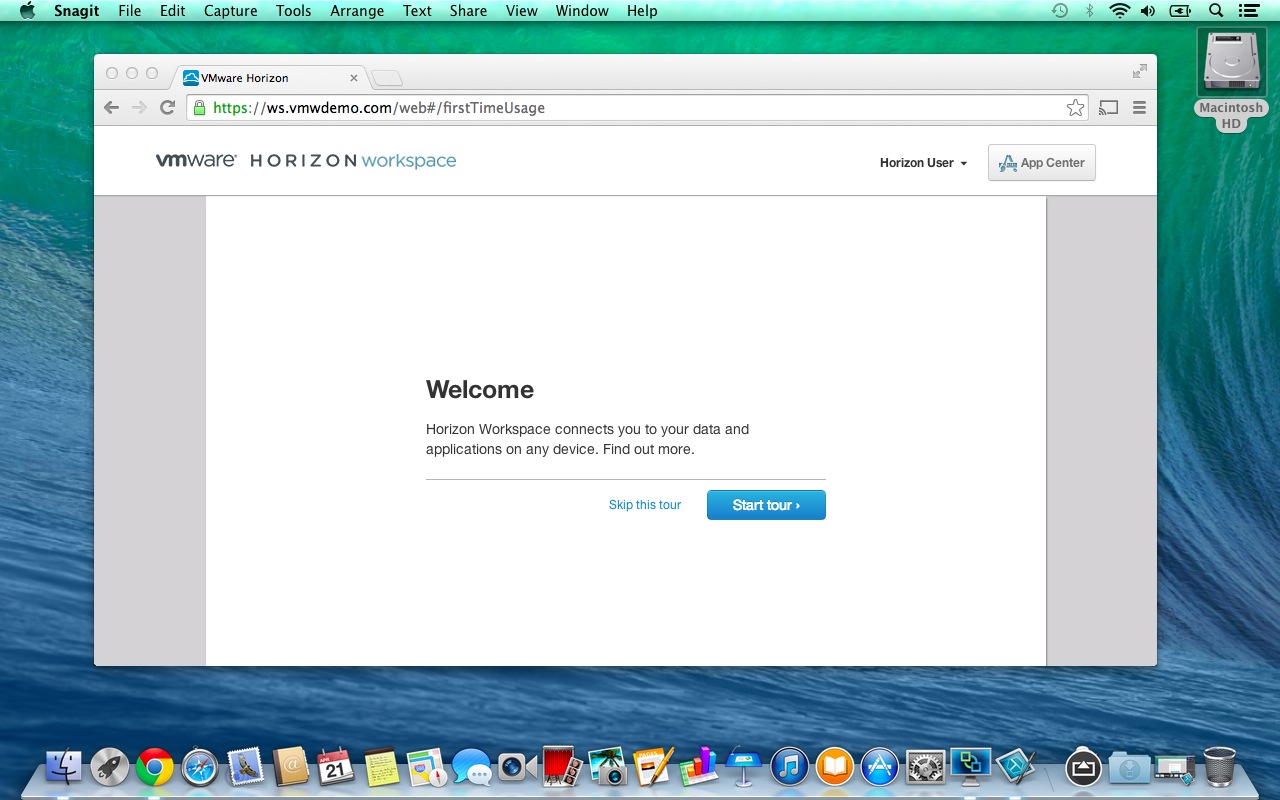 Snagit File Edit Capture Tools Arrange Text Share View Window Help
VMware Horizon
https://ws.vmwdemo.com/web#/firstTimeUsage
Macintosh
HD
vmware HORIZON workspace
Horizon User
App Center
Welcome
Horizon Workspace connects you to your data and
applications on any device. Find out more.
Skip this tour
Start tour ›
APR
21
PAGES